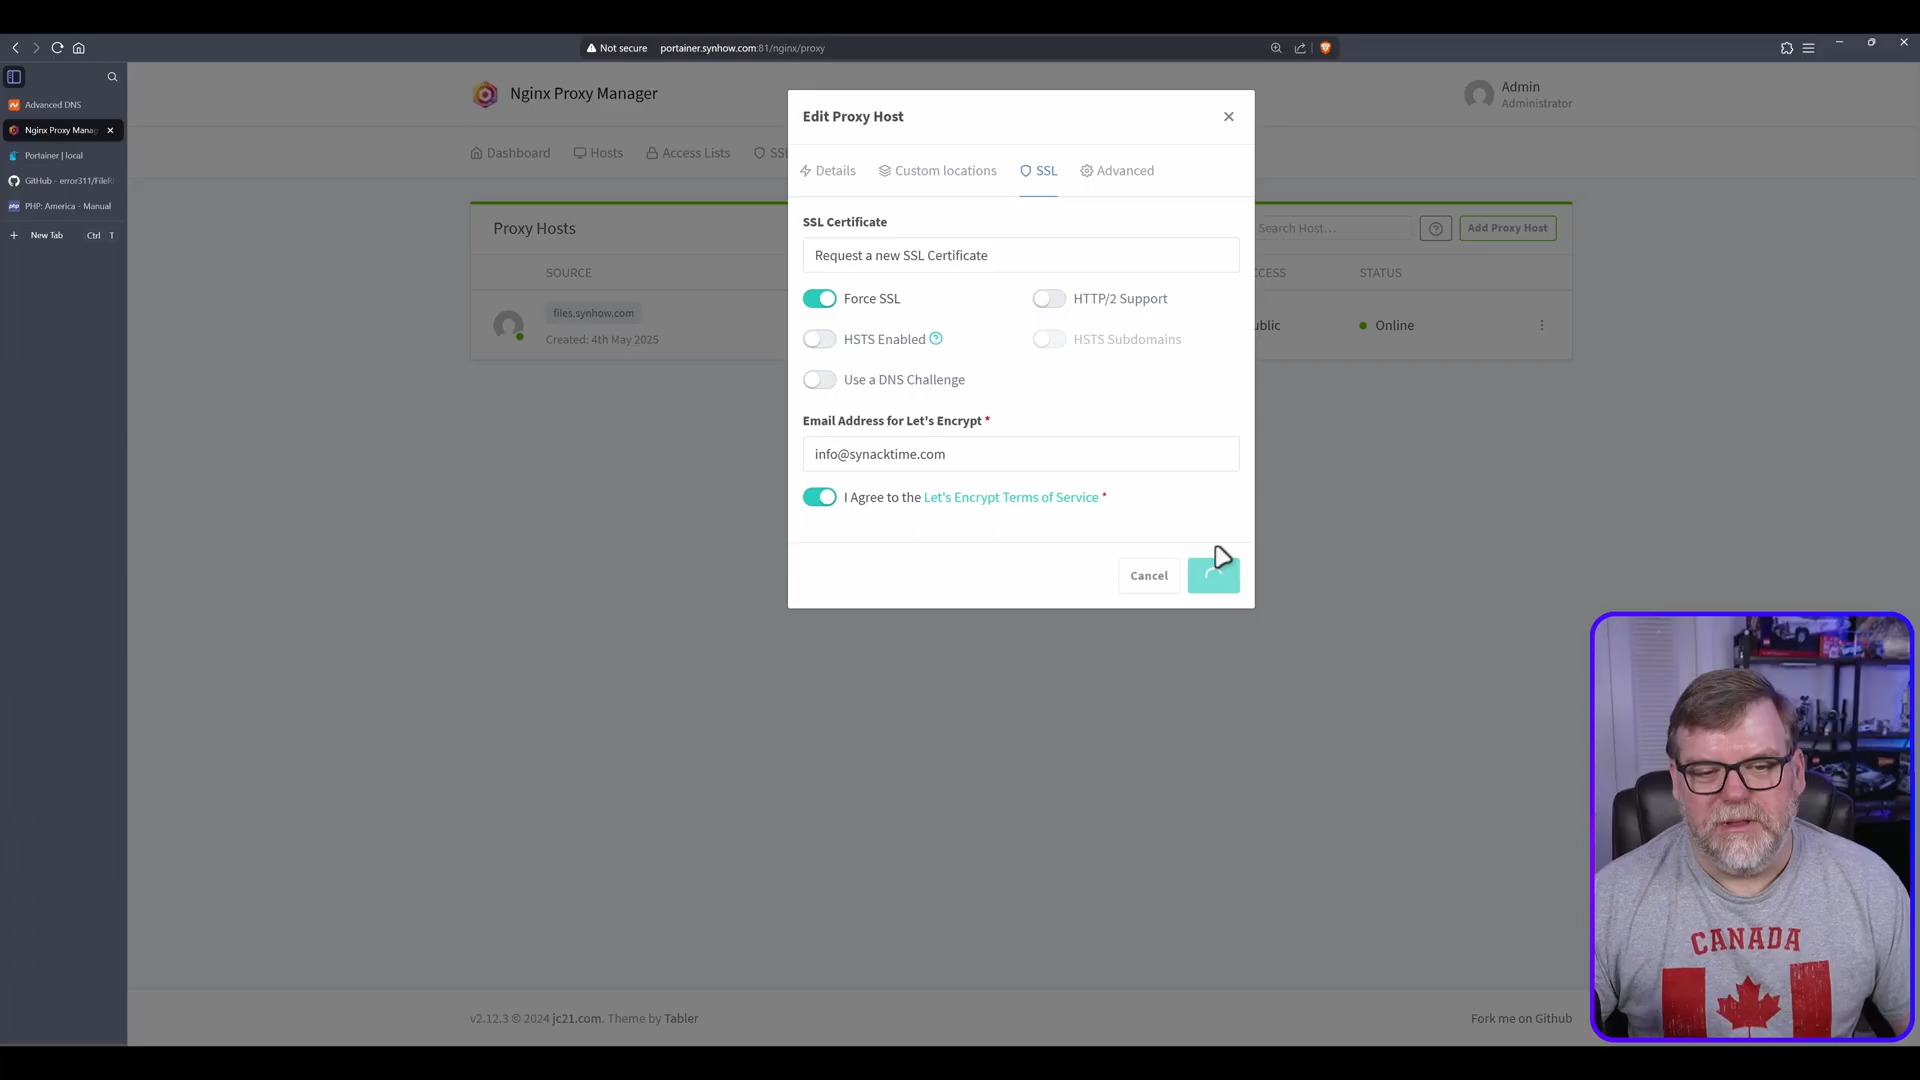 Not secure
portainer.synhow.com:81/nginx/proxy
Advanced DNS
Nginx Proxy Manag
Portainer | local
GitHub - error311/FileRi
PHP: America - Manual
New Tab
Ctrl
T
Nginx Proxy Manager
Admin
Administrator
Dashboard
Hosts
Access Lists
SSL
Proxy Hosts
Search Host…
Add Proxy Host
SOURCE
CCESS
STATUS
files.synhow.com
Created: 4th May 2025
ublic
Online
Edit Proxy Host
Details
Custom locations
SSL
Advanced
SSL Certificate
Request a new SSL Certificate
Force SSL
HTTP/2 Support
HSTS Enabled
HSTS Subdomains
Use a DNS Challenge
Email Address for Let's Encrypt *
info@synacktime.com
I Agree to the Let's Encrypt Terms of Service *
Cancel
v2.12.3 © 2024 jc21.com. Theme by Tabler
Fork me on Github
CANADA